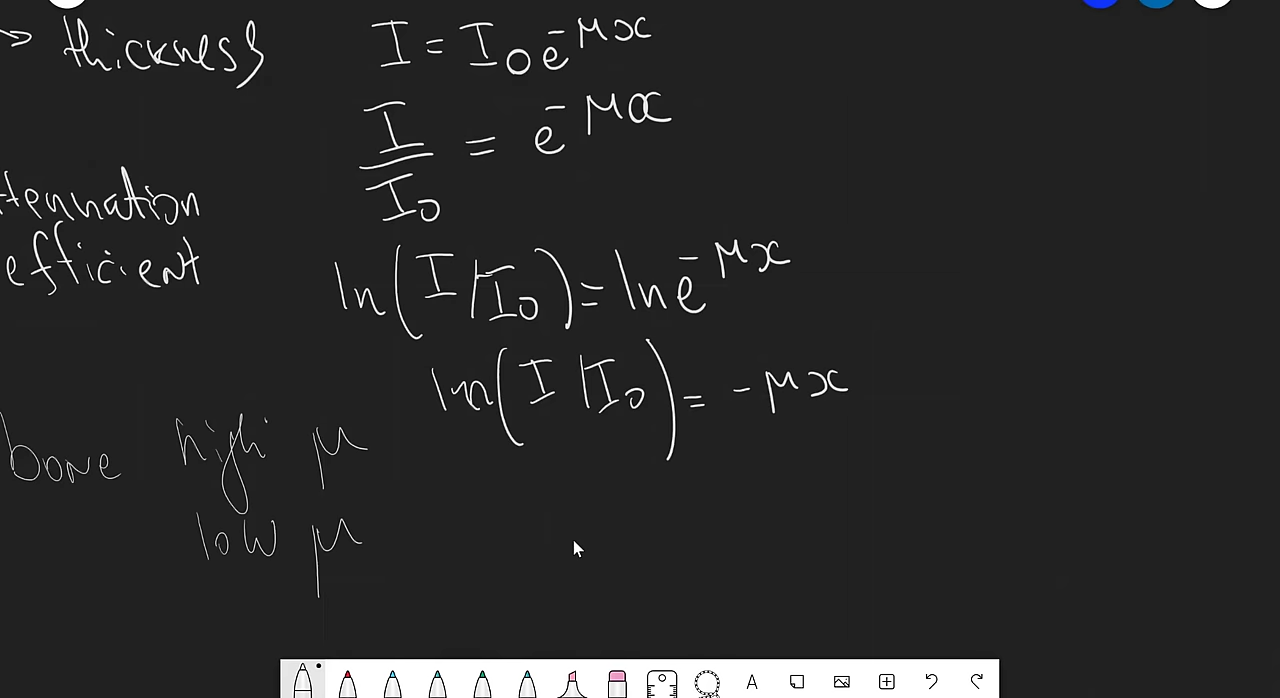 -> thickness
I = I₀e^-μx
I/I₀ = e^-μx
ttenuation
efficient
ln(I/I₀) = ln e^-μx
ln(I/I₀) = -μx
bone high μ
low μ
A